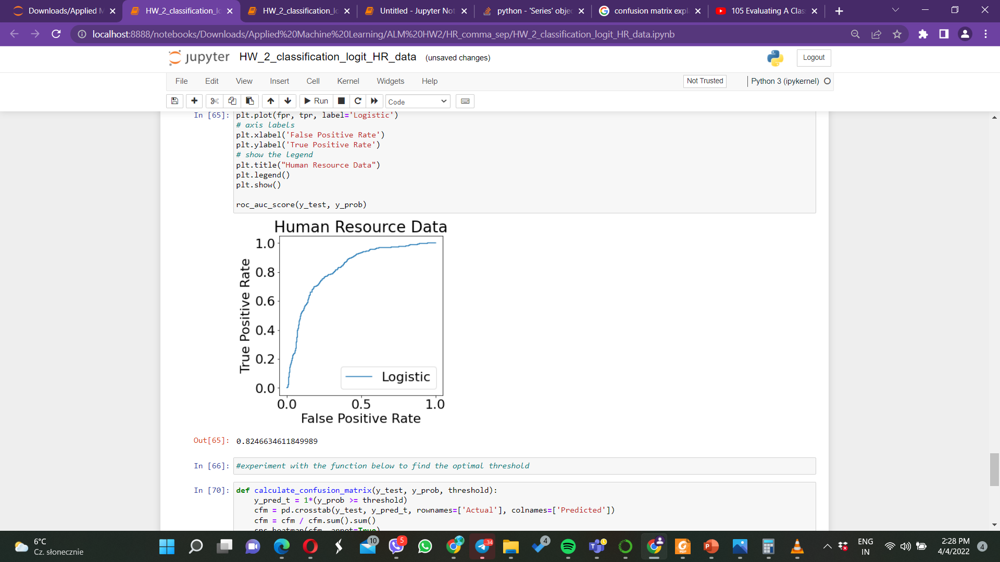 Downloads/Applied M
HW_2_classification_lo
HW_2_classification_lo
Untitled - Jupyter Not
python - 'Series' objec
confusion matrix expl
105 Evaluating A Clas
localhost:8888/notebooks/Downloads/Applied%20Machine%20Learning/ALM%20HW2/HR_comma_sep/HW_2_classification_logit_HR_data.ipynb
jupyter HW_2_classification_logit_HR_data (unsaved changes)
Logout
File Edit View Insert Cell Kernel Widgets Help
Not Trusted
Python 3 (ipykernel)
Run
Code
In [65]: plt.plot(fpr, tpr, label='Logistic')
# axis labels
plt.xlabel('False Positive Rate')
plt.ylabel('True Positive Rate')
# show the legend
plt.title("Human Resource Data")
plt.legend()
plt.show()
roc_auc_score(y_test, y_prob)
Human Resource Data
True Positive Rate
1.0
0.8
0.6
0.4
0.2
0.0
Logistic
0.0 0.5 1.0
False Positive Rate
Out[65]: 0.8246634611849989
In [66]: #experiment with the function below to find the optimal threshold
In [70]: def calculate_confusion_matrix(y_test, y_prob, threshold):
y_pred_t = 1*(y_prob >= threshold)
cfm = pd.crosstab(y_test, y_pred_t, rownames=['Actual'], colnames=['Predicted'])
cfm = cfm / cfm.sum().sum()
sns.heatmap(cfm, annot=True)
6°C
Cz. słonecznie
10
5
34
4
PDF
ENG
IN
2:28 PM
4/4/2022
4